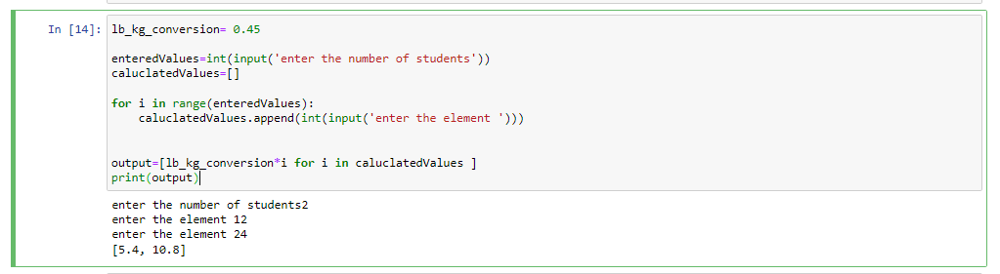 In [14]: lb_kg_conversion= 0.45
enteredValues=int(input('enter the number of students'))
caluclatedValues=[]
for i in range(enteredValues):
    caluclatedValues.append(int(input('enter the element ')))
output=[lb_kg_conversion*i for i in caluclatedValues ]
print(output)
enter the number of students2
enter the element 12
enter the element 24
[5.4, 10.8]